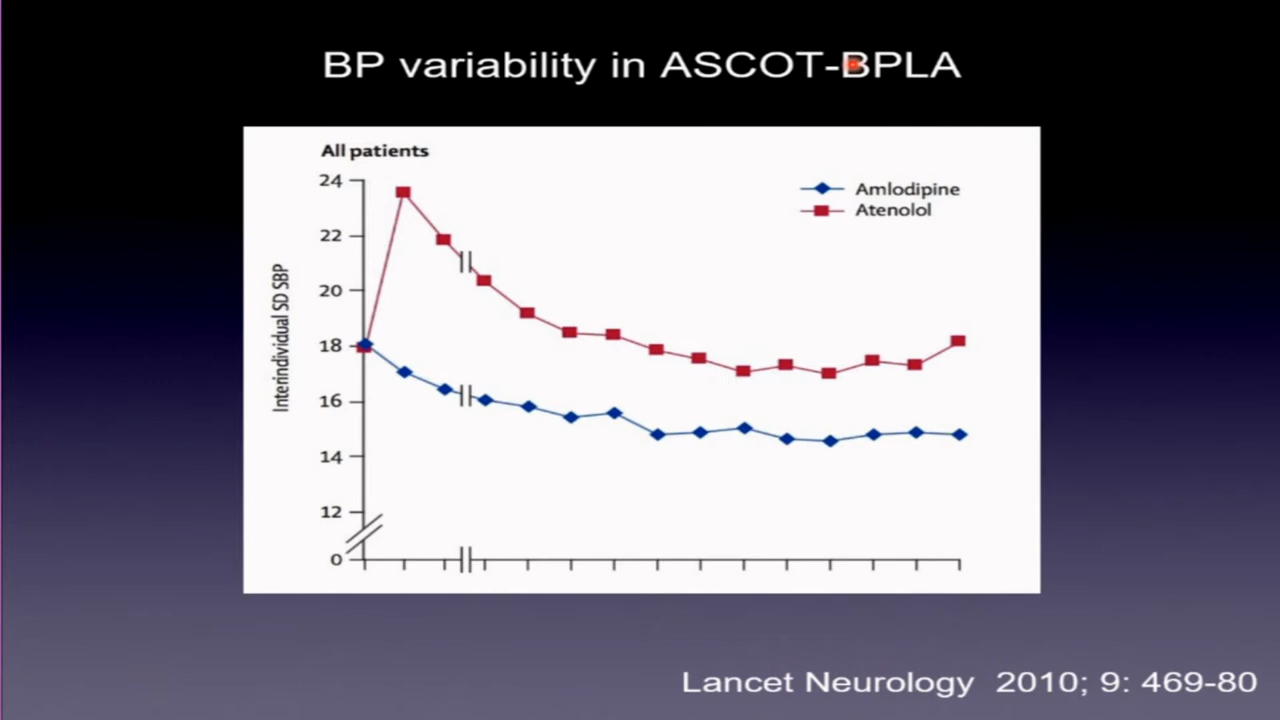 BP variability in ASCOT-BPLA
All patients
Amlodipine
Atenolol
Interindividual SD SBP
24
22
20
18
16
14
12
0
Lancet Neurology 2010; 9: 469-80